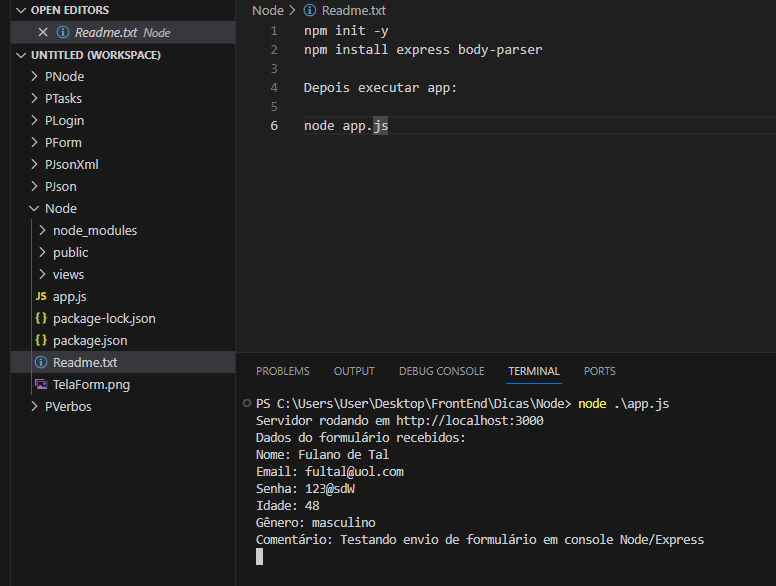 OPEN EDITORS
Readme.txt Node
UNTITLED (WORKSPACE)
PNode
PTasks
PLogin
PForm
PJsonXml
PJson
Node
node_modules
public
views
JS app.js
{} package-lock.json
{} package.json
Readme.txt
TelaForm.png
PVerbos
Node > Readme.txt
1 npm init -y
2 npm install express body-parser
3
4 Depois executar app:
5
6 node app.js
PROBLEMS OUTPUT DEBUG CONSOLE TERMINAL PORTS
PS C:\Users\User\Desktop\FrontEnd\Dicas\Node> node .\app.js
Servidor rodando em http://localhost:3000
Dados do formulário recebidos:
Nome: Fulano de Tal
Email: fultal@uol.com
Senha: 123@sdW
Idade: 48
Gênero: masculino
Comentário: Testando envio de formulário em console Node/Express